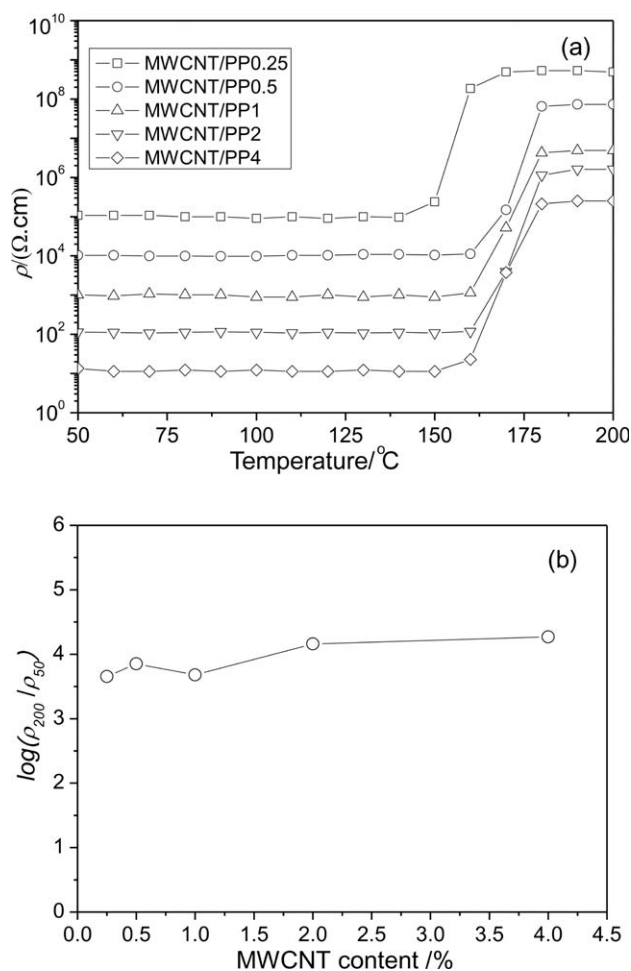 10^10
(a)
MWCNT/PP0.25
MWCNT/PP0.5
MWCNT/PP1
MWCNT/PP2
MWCNT/PP4
10^8
10^6
10^4
10^2
10^0
ρ/(Ω.cm)
50 75 100 125 150 175 200
Temperature/°C
6
(b)
5
4
3
2
1
0
log(ρ_200 /ρ_50)
0.0 0.5 1.0 1.5 2.0 2.5 3.0 3.5 4.0 4.5
MWCNT content /%